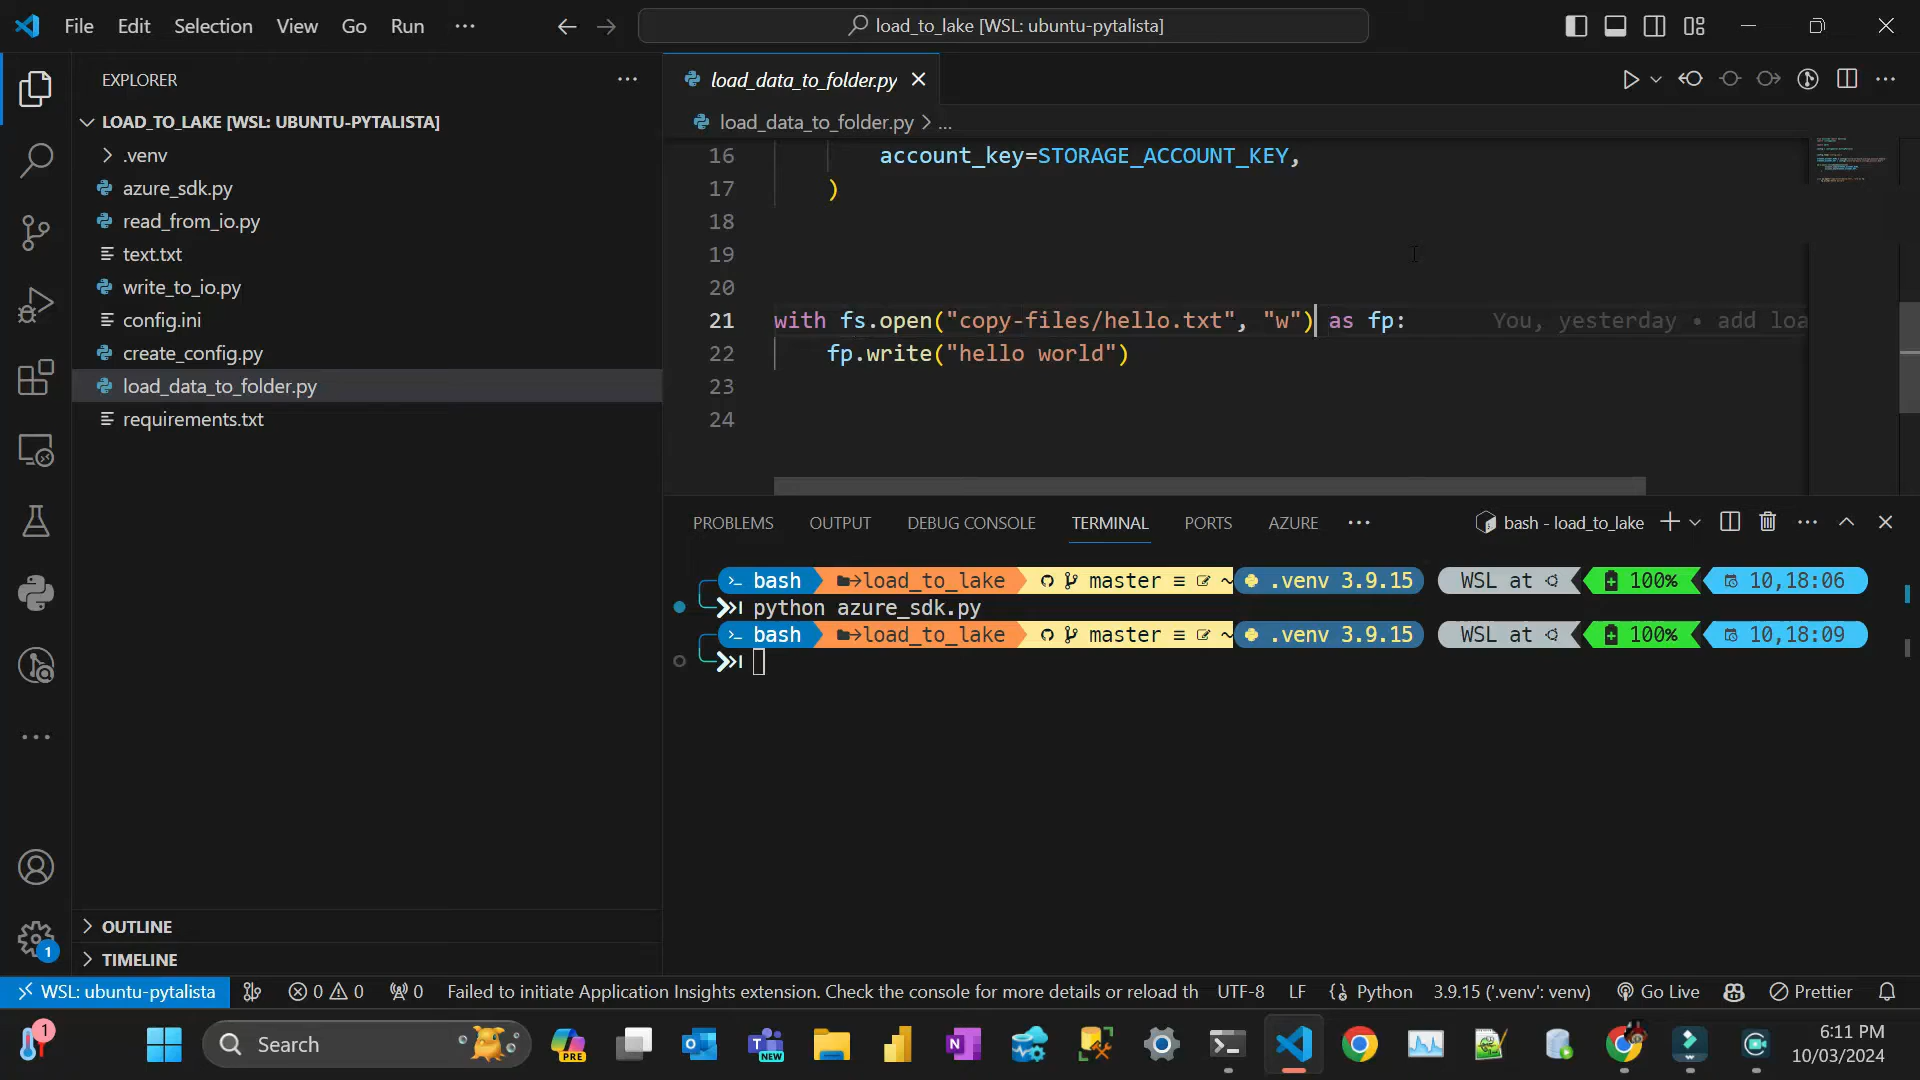 File Edit Selection View Go Run
load_to_lake [WSL: ubuntu-pytalista]
EXPLORER
LOAD_TO_LAKE [WSL: UBUNTU-PYTALISTA]
.venv
azure_sdk.py
read_from_io.py
text.txt
write_to_io.py
config.ini
create_config.py
load_data_to_folder.py
requirements.txt
OUTLINE
TIMELINE
load_data_to_folder.py
load_data_to_folder.py > ...
16 account_key=STORAGE_ACCOUNT_KEY,
17 )
18
19
20
21 with fs.open("copy-files/hello.txt", "w") as fp: You, yesterday • add loa
22 fp.write("hello world")
23
24
PROBLEMS OUTPUT DEBUG CONSOLE TERMINAL PORTS AZURE
bash - load_to_lake
bash load_to_lake master ≡ ~ .venv 3.9.15 WSL at 100% 10,18:06
python azure_sdk.py
bash load_to_lake master ≡ ~ .venv 3.9.15 WSL at 100% 10,18:09
1
WSL: ubuntu-pytalista 0 0 0 Failed to initiate Application Insights extension. Check the console for more details or reload th UTF-8 LF Python 3.9.15 ('.venv': venv) Go Live Prettier
1
Search
PRE
NEW
6:11 PM
10/03/2024